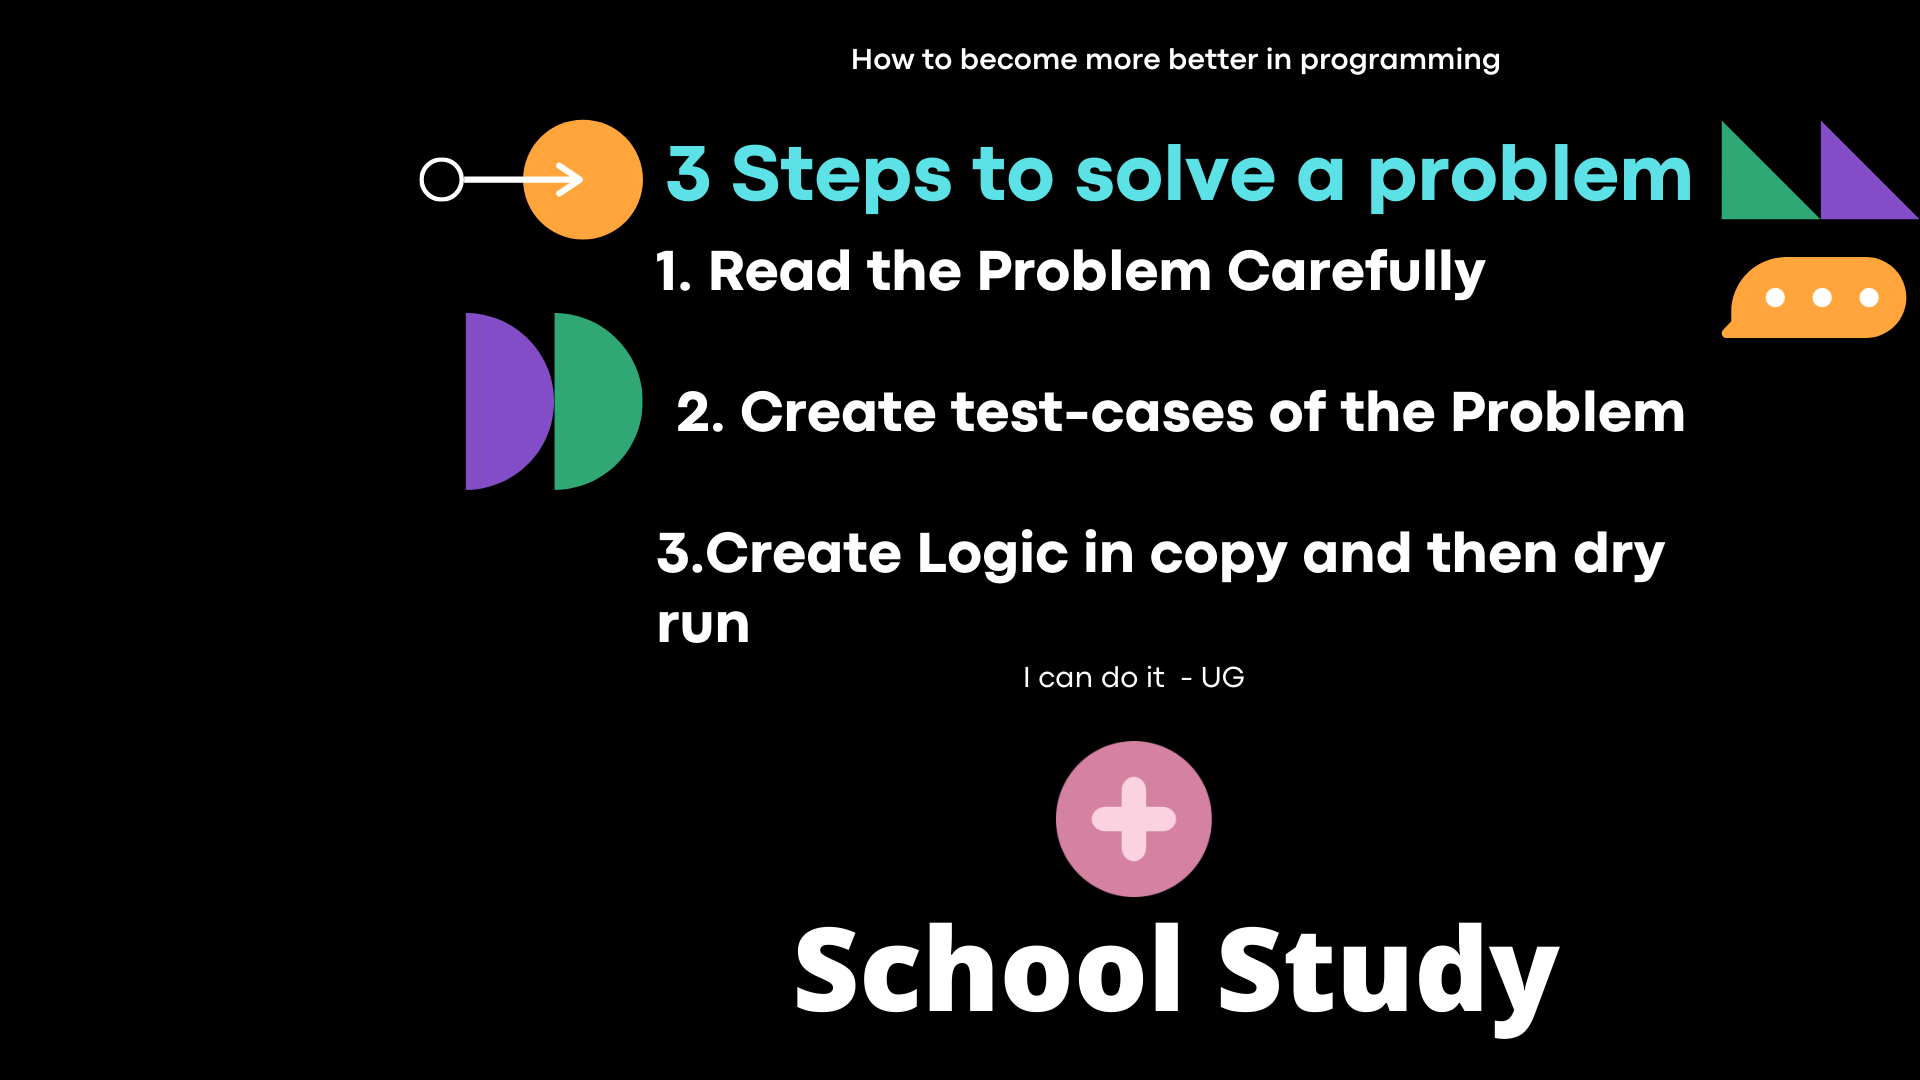 How to become more better in programming
3 Steps to solve a problem
1. Read the Problem Carefully
2. Create test-cases of the Problem
3.Create Logic in copy and then dry
run
I can do it - UG
School Study